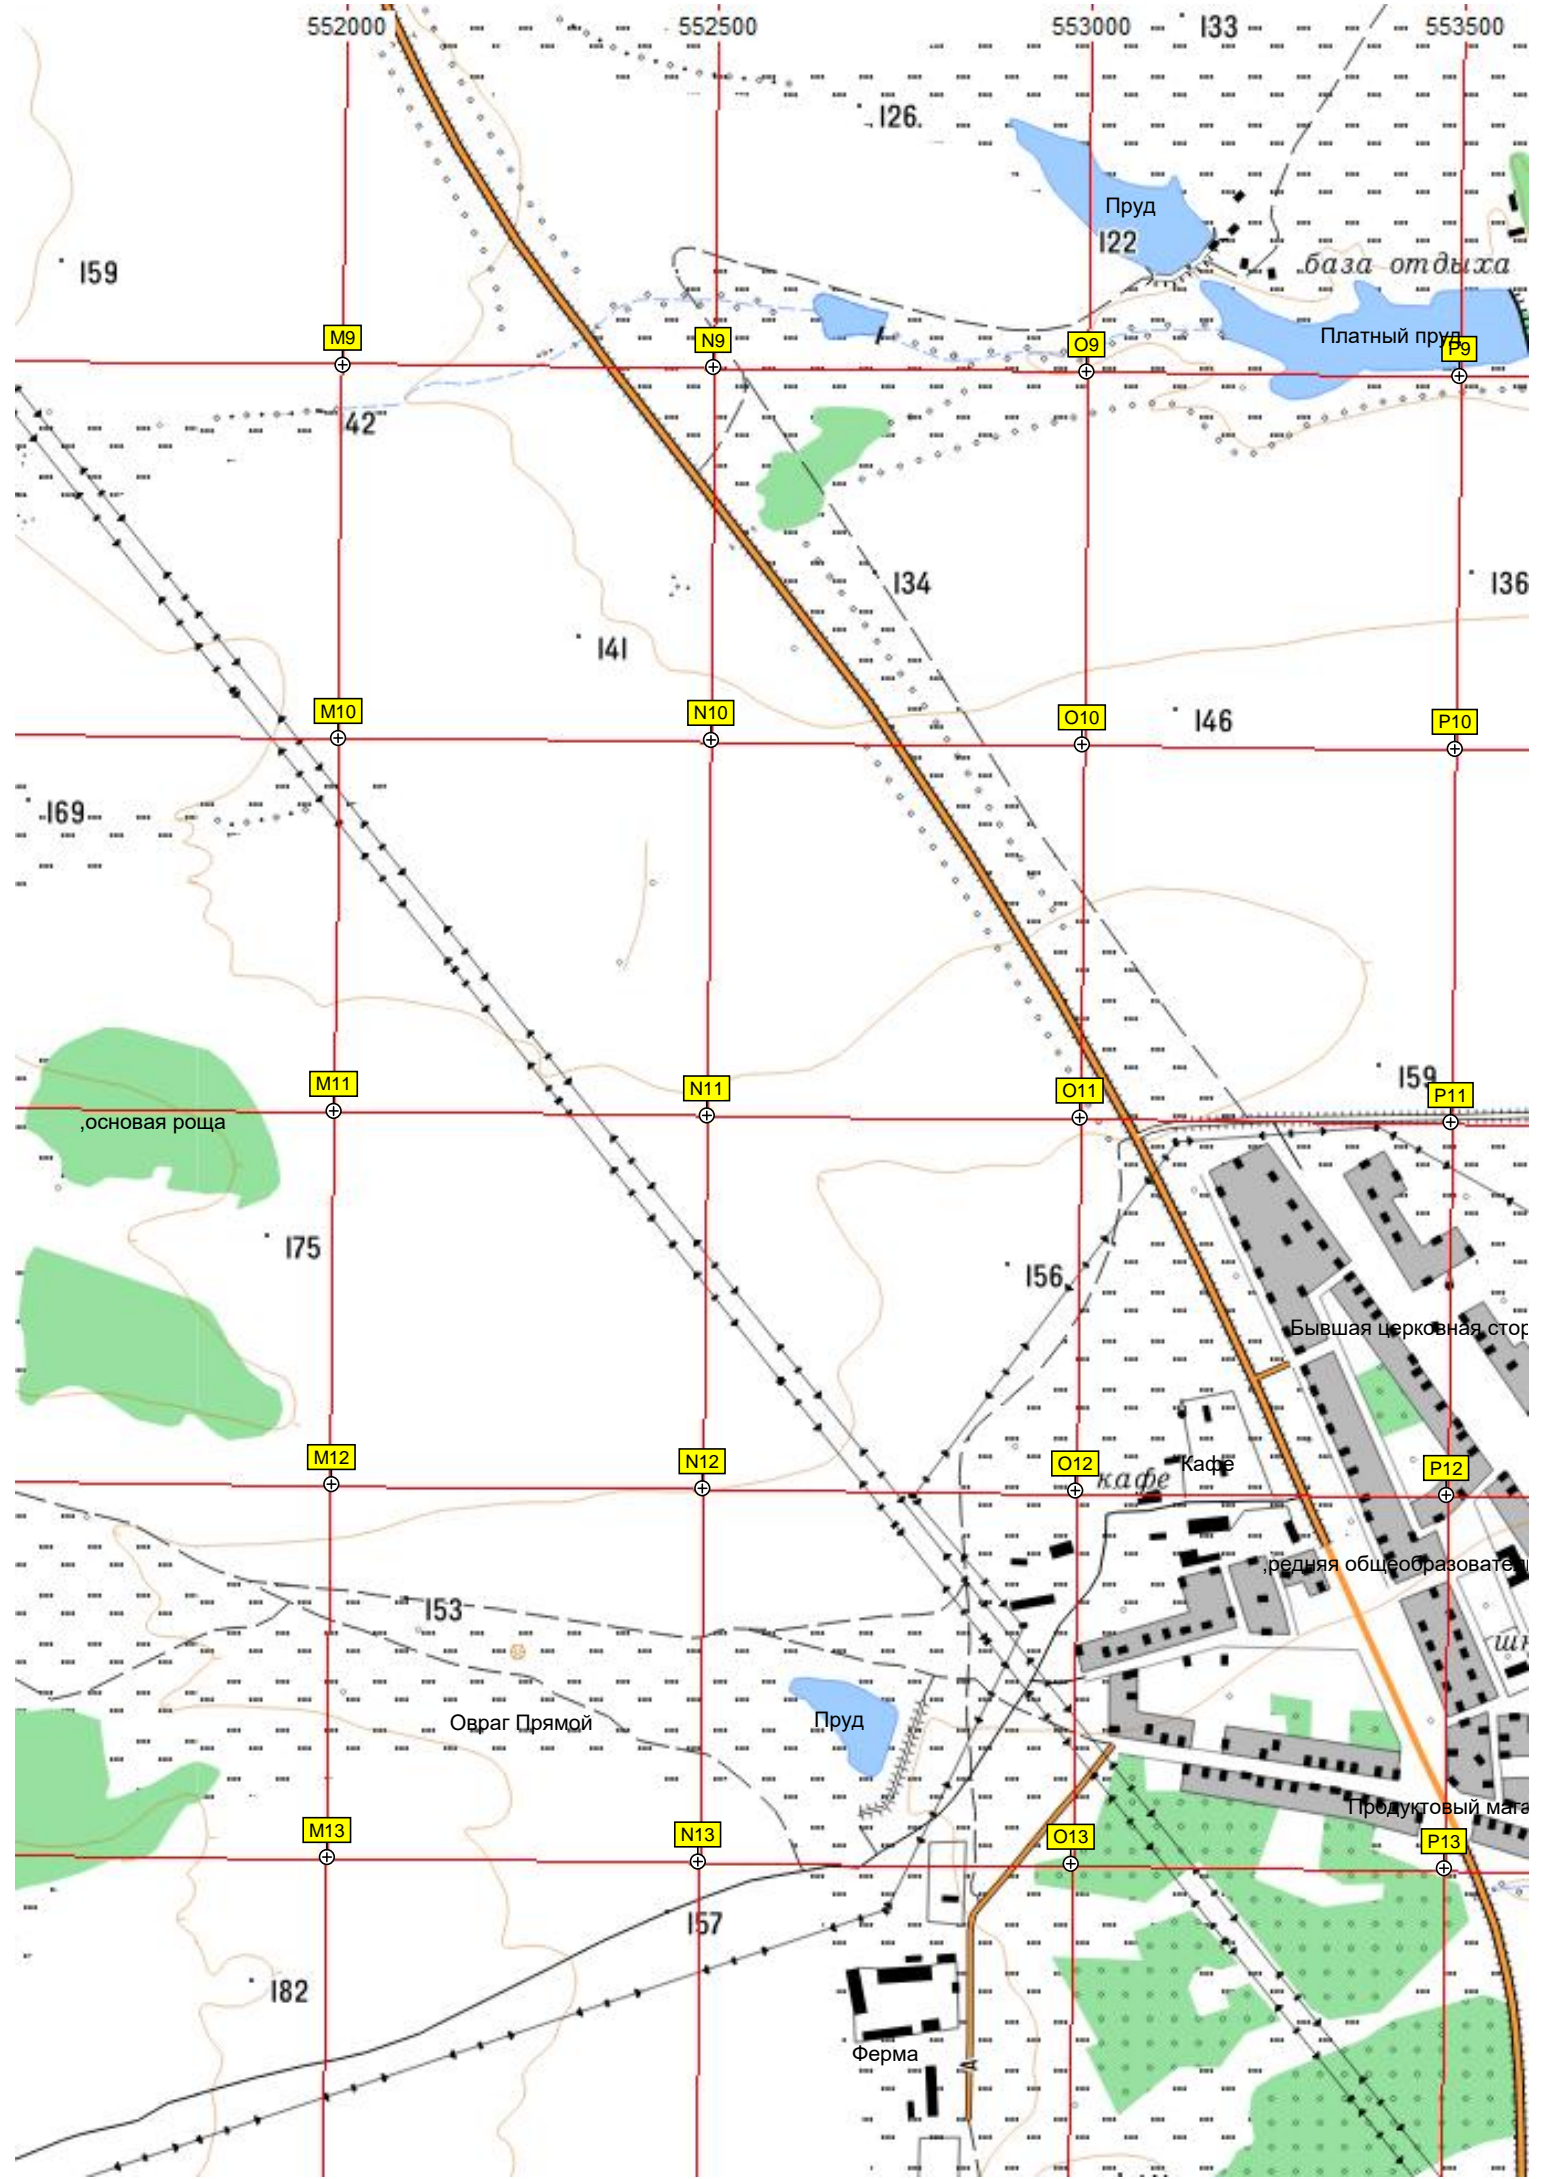 552000 552500 553000 553500
133
126
Пруд
122
база отдыха
159
Платный пруд
M9 N9 O9 P9
42
134
136
141
M10 N10 O10 P10
146
169
159
M11 N11 O11 P11
,основая роща
175
156
Бывшая церковная стор
M12 N12 O12 P12
кафе Кафе
,редняя общеобразовател
153
шк
Овраг Прямой
Пруд
Продуктовый мага
M13 N13 O13 P13
157
182
Ферма
А